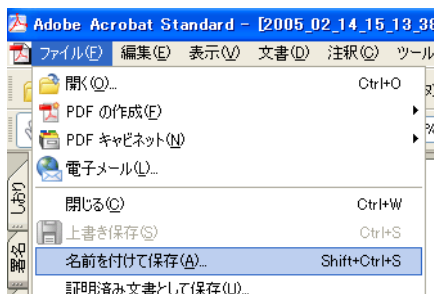 Adobe Acrobat Standard - [2005_02_14_15_13_38
ファイル(F) 編集(E) 表示(V) 文書(D) 注釈(C) ツール
開く(O)... Ctrl+O
PDF の作成(F)
PDF キャビネット(N)
電子メール(L)...
閉じる(C) Ctrl+W
上書き保存(S) Ctrl+S
名前を付けて保存(A)... Shift+Ctrl+S
証明済み文書として保存(U)...
しおり
署名